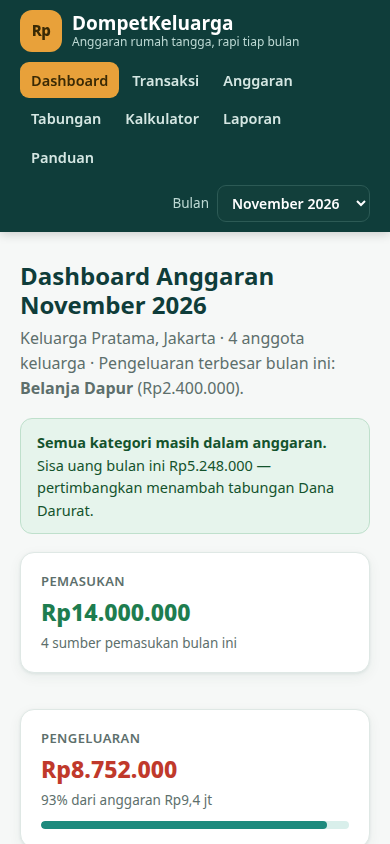 Rp
DompetKeluarga
Anggaran rumah tangga, rapi tiap bulan
Dashboard
Transaksi
Anggaran
Tabungan
Kalkulator
Laporan
Panduan
Bulan
November 2026
Dashboard Anggaran
November 2026
Keluarga Pratama, Jakarta · 4 anggota
keluarga · Pengeluaran terbesar bulan ini:
Belanja Dapur (Rp2.400.000).
Semua kategori masih dalam anggaran.
Sisa uang bulan ini Rp5.248.000 —
pertimbangkan menambah tabungan Dana
Darurat.
PEMASUKAN
Rp14.000.000
4 sumber pemasukan bulan ini
PENGELUARAN
Rp8.752.000
93% dari anggaran Rp9,4 jt